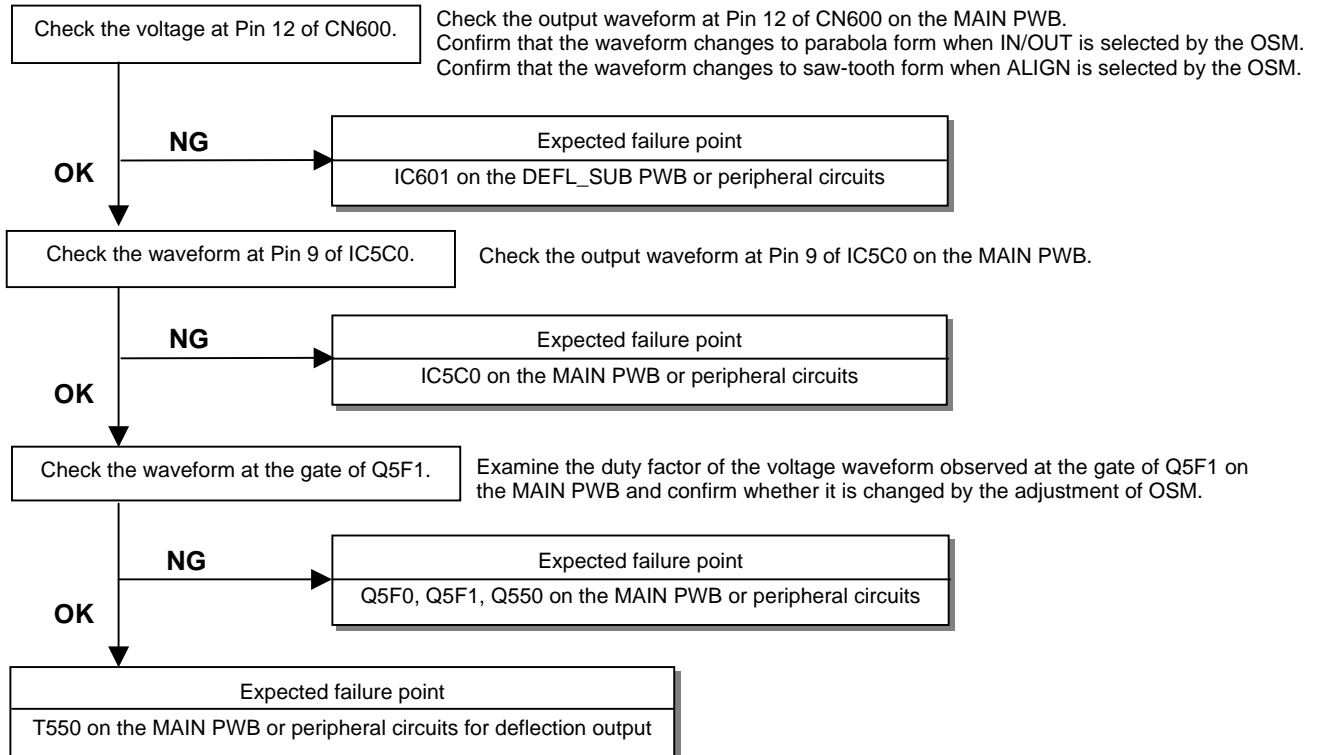 Check the voltage at Pin 12 of CN600.
Check the output waveform at Pin 12 of CN600 on the MAIN PWB.
Confirm that the waveform changes to parabola form when IN/OUT is selected by the OSM.
Confirm that the waveform changes to saw-tooth form when ALIGN is selected by the OSM.
NG
Expected failure point
IC601 on the DEFL_SUB PWB or peripheral circuits
OK
Check the waveform at Pin 9 of IC5C0.
Check the output waveform at Pin 9 of IC5C0 on the MAIN PWB.
NG
Expected failure point
IC5C0 on the MAIN PWB or peripheral circuits
OK
Check the waveform at the gate of Q5F1.
Examine the duty factor of the voltage waveform observed at the gate of Q5F1 on
the MAIN PWB and confirm whether it is changed by the adjustment of OSM.
NG
Expected failure point
Q5F0, Q5F1, Q550 on the MAIN PWB or peripheral circuits
OK
Expected failure point
T550 on the MAIN PWB or peripheral circuits for deflection output